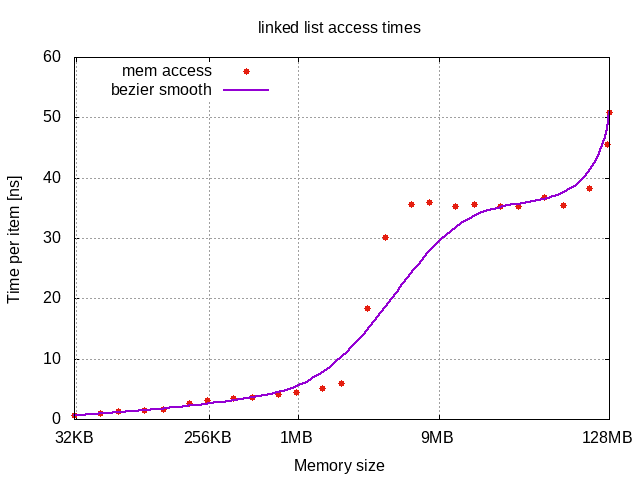 linked list access times
60
50
40
30
20
10
0
Time per item [ns]
mem access
bezier smooth
32KB 256KB 1MB 9MB 128MB
Memory size